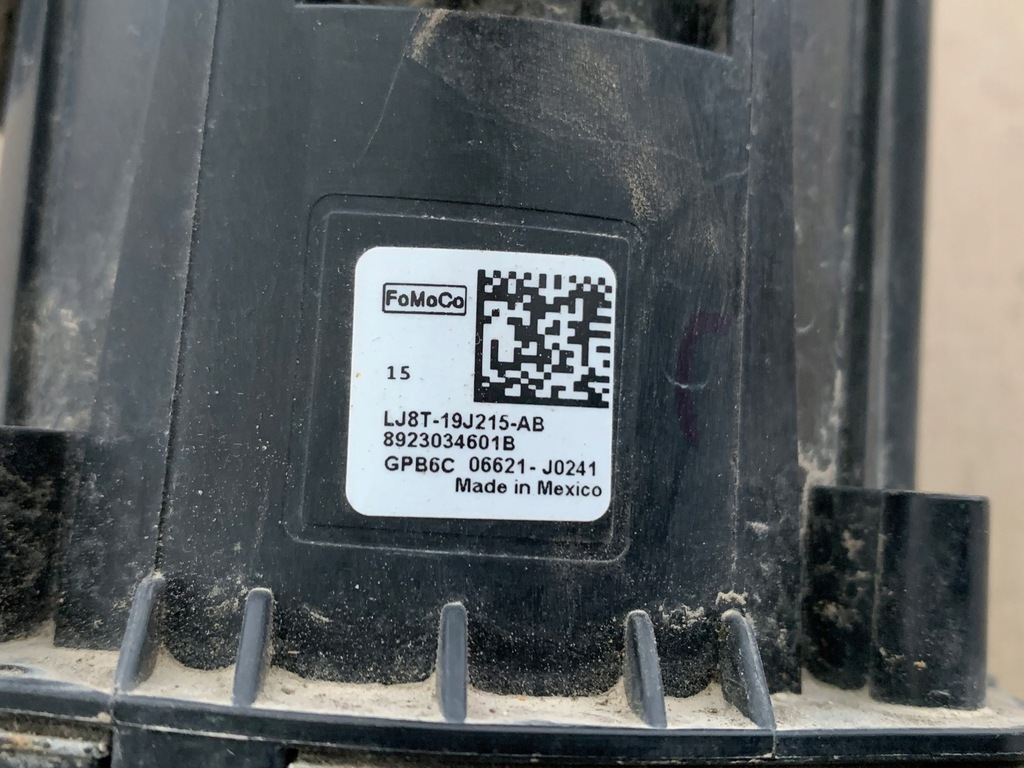 FoMoCo
15
LJ8T-19J215-AB
8923034601B
GPB6C 06621- J0241
Made in Mexico